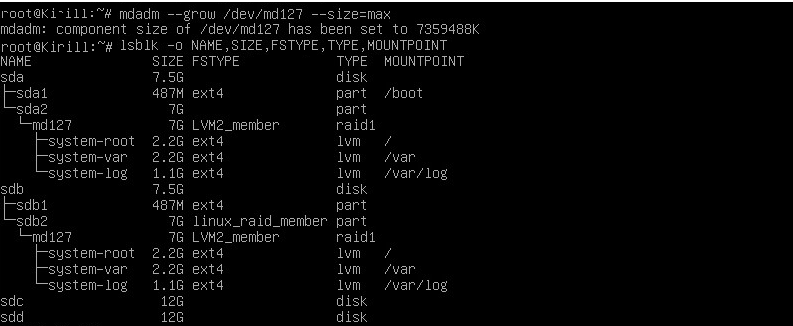 root@Kirill:~# mdadm --grow /dev/md127 --size=max
mdadm: component size of /dev/md127 has been set to 7359488K
root@Kirill:~# lsblk -o NAME,SIZE,FSTYPE,TYPE,MOUNTPOINT
NAME SIZE FSTYPE TYPE MOUNTPOINT
sda 7.5G disk
├─sda1 487M ext4 part /boot
└─sda2 7G part
└─md127 7G LVM2_member raid1
├─system-root 2.2G ext4 lvm /
├─system-var 2.2G ext4 lvm /var
└─system-log 1.1G ext4 lvm /var/log
sdb 7.5G disk
├─sdb1 487M ext4 part
└─sdb2 7G linux_raid_member part
└─md127 7G LVM2_member raid1
├─system-root 2.2G ext4 lvm /
├─system-var 2.2G ext4 lvm /var
└─system-log 1.1G ext4 lvm /var/log
sdc 12G disk
sdd 12G disk